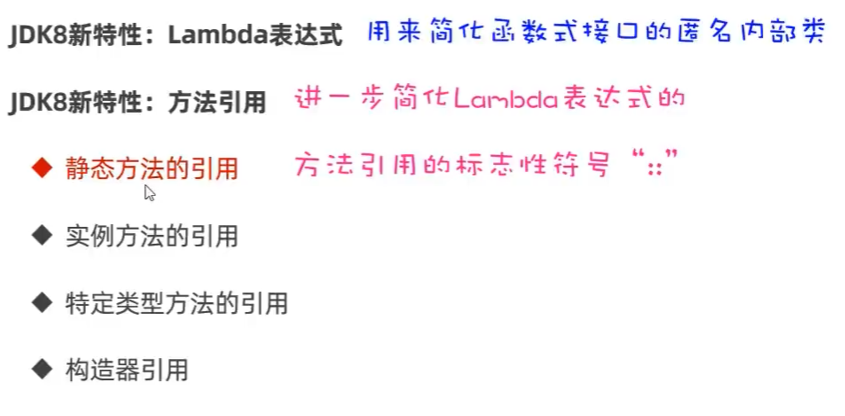 JDK8新特性：Lambda表达式 用来简化函数式接口的匿名内部类
JDK8新特性：方法引用 进一步简化Lambda表达式的
◆ 静态方法的引用 方法引用的标志性符号“::”
◆ 实例方法的引用
◆ 特定类型方法的引用
◆ 构造器引用